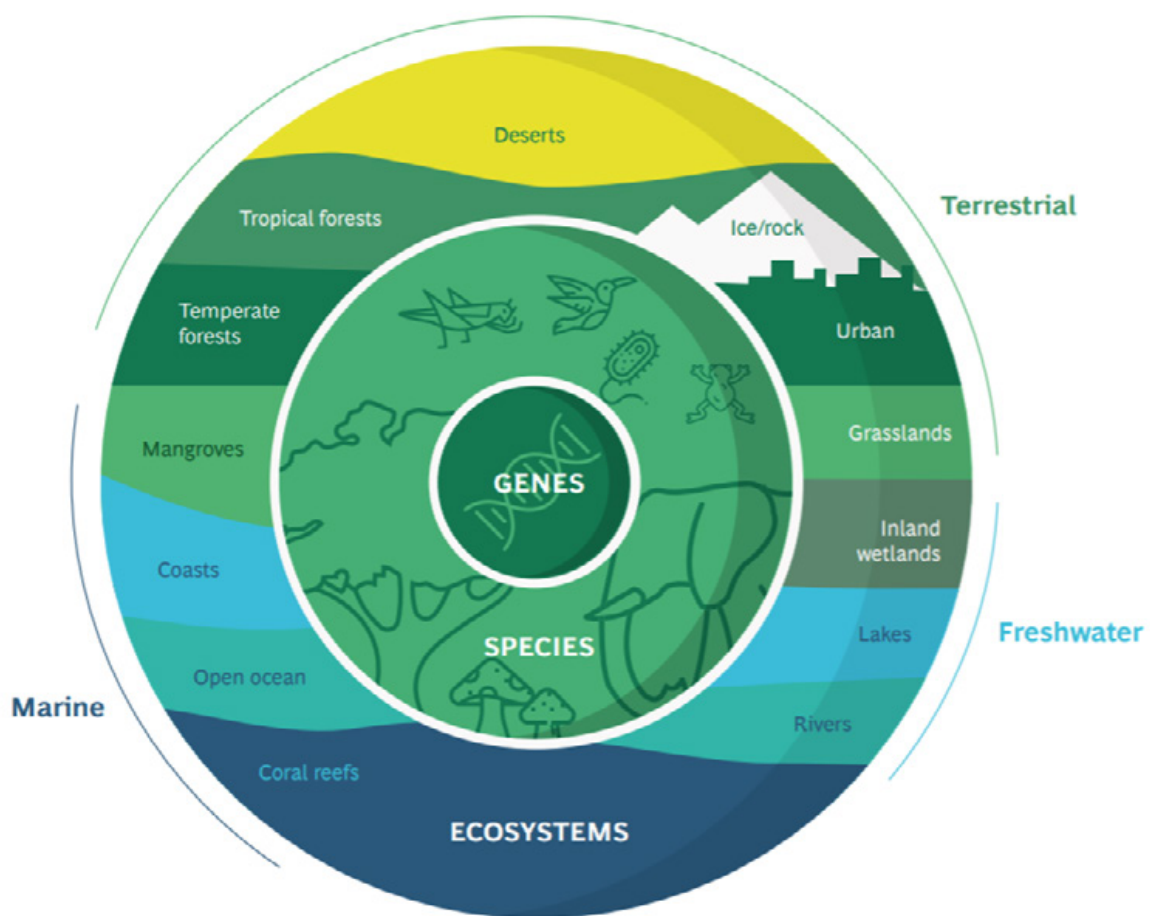 Deserts
Terrestrial
Tropical forests
Ice/rock
Temperate
forests
Urban
Grasslands
Mangroves
GENES
Inland
wetlands
Coasts
Lakes
Freshwater
SPECIES
Open ocean
Marine
Rivers
Coral reefs
ECOSYSTEMS